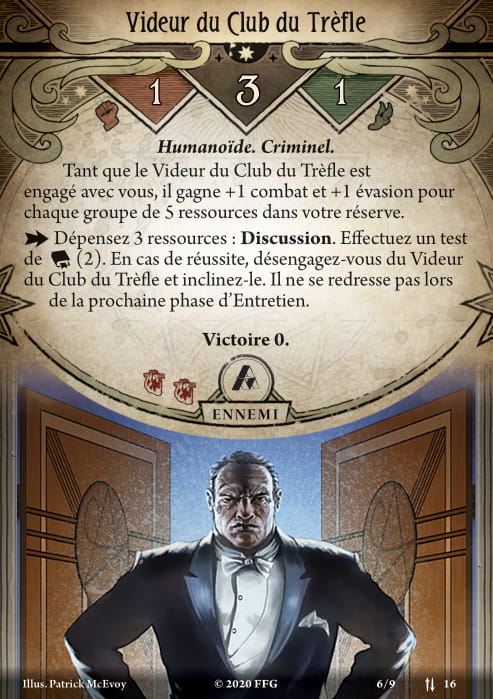 Videur du Club du Trèfle
1 3 1
Humanoïde. Criminel.
Tant que le Videur du Club du Trèfle est
engagé avec vous, il gagne +1 combat et +1 évasion pour
chaque groupe de 5 ressources dans votre réserve.
Dépensez 3 ressources : Discussion. Effectuez un test
de (2). En cas de réussite, désengagez-vous du Videur
du Club du Trèfle et inclinez-le. Il ne se redresse pas lors
de la prochaine phase d'Entretien.
Victoire 0.
ENNEMI
Illus. Patrick McEvoy © 2020 FFG 6/9 16